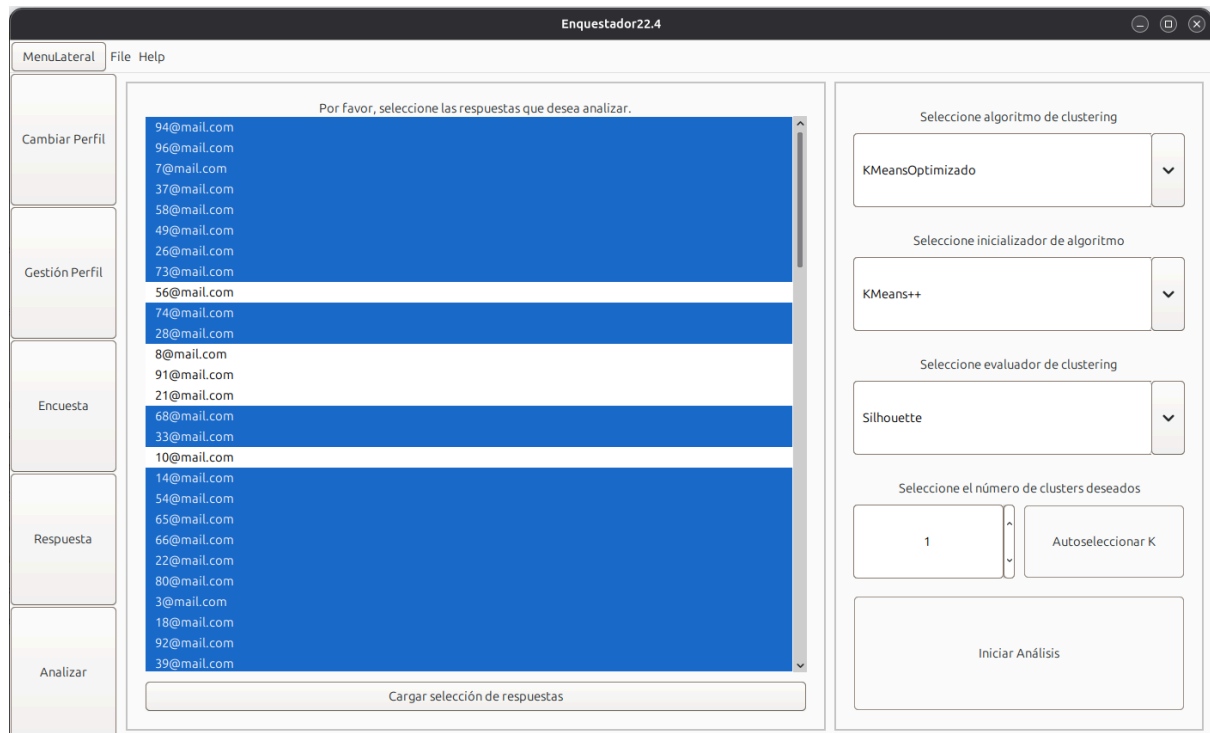 Enquestador22.4
MenuLateral File Help
Cambiar Perfil
Gestión Perfil
Encuesta
Respuesta
Analizar
Por favor, seleccione las respuestas que desea analizar.
94@mail.com
96@mail.com
7@mail.com
37@mail.com
58@mail.com
49@mail.com
26@mail.com
73@mail.com
56@mail.com
74@mail.com
28@mail.com
8@mail.com
91@mail.com
21@mail.com
68@mail.com
33@mail.com
10@mail.com
14@mail.com
54@mail.com
65@mail.com
66@mail.com
22@mail.com
80@mail.com
3@mail.com
18@mail.com
92@mail.com
39@mail.com
Cargar selección de respuestas
Seleccione algoritmo de clustering
KMeansOptimizado
Seleccione inicializador de algoritmo
KMeans++
Seleccione evaluador de clustering
Silhouette
Seleccione el número de clusters deseados
1
Autoseleccionar K
Iniciar Análisis